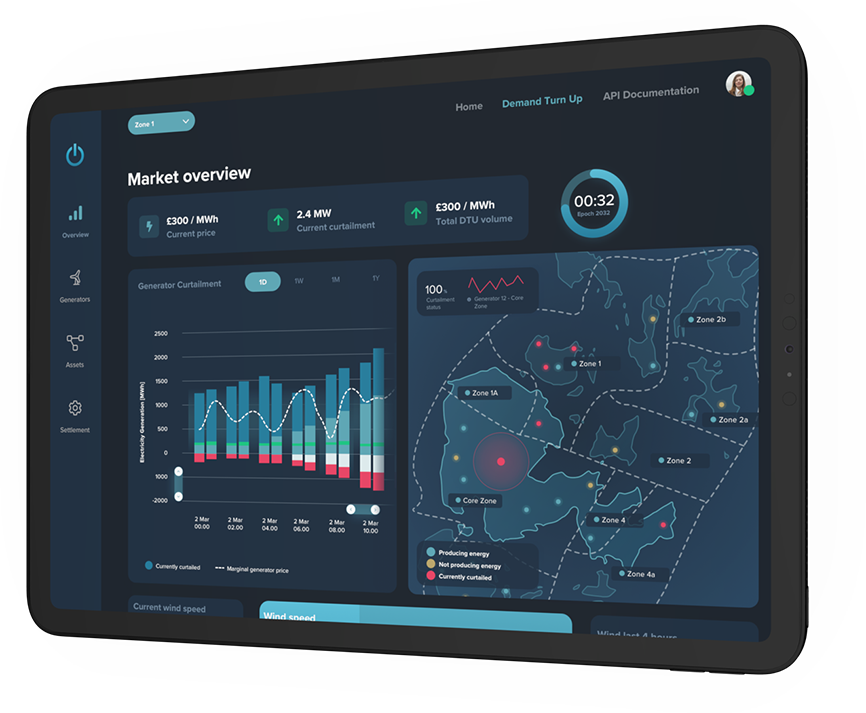 Home
Demand Turn Up
API Documentation
Zone 1
Market overview
£300 / MWh
Current price
2.4 MW
Current curtailment
£300 / MWh
Total DTU volume
00:32
Epoch 2032
Overview
Generators
Assets
Settlement
Generator Curtailment
1D
1W
1M
1Y
Electricity Generation [MWh]
2500
2000
1500
1000
500
0
1000
-2000
2 Mar
00.00
2 Mar
02.00
2 Mar
04.00
2 Mar
06.00
2 Mar
08.00
2 Mar
10.00
Currently curtailed
Marginal generator price
100 %
Curtailment
status
Generator 12 - Core
Zone
Zone 2b
Zone 1
Zone 1A
Zone 2a
Zone 2
Core Zone
Zone 4
Zone 4a
Producing energy
Not producing energy
Currently curtailed
Current wind speed
Wind speed
Wind last 4 hours